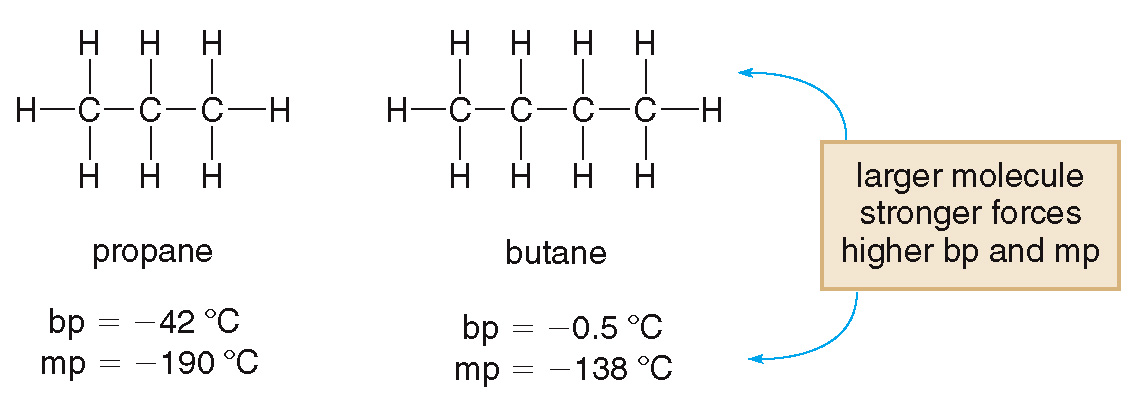 H H H
H—C—C—C—H
H H H
propane
bp = −42 °C
mp = −190 °C
H H H H
H—C—C—C—C—H
H H H H
butane
bp = −0.5 °C
mp = −138 °C
larger molecule
stronger forces
higher bp and mp